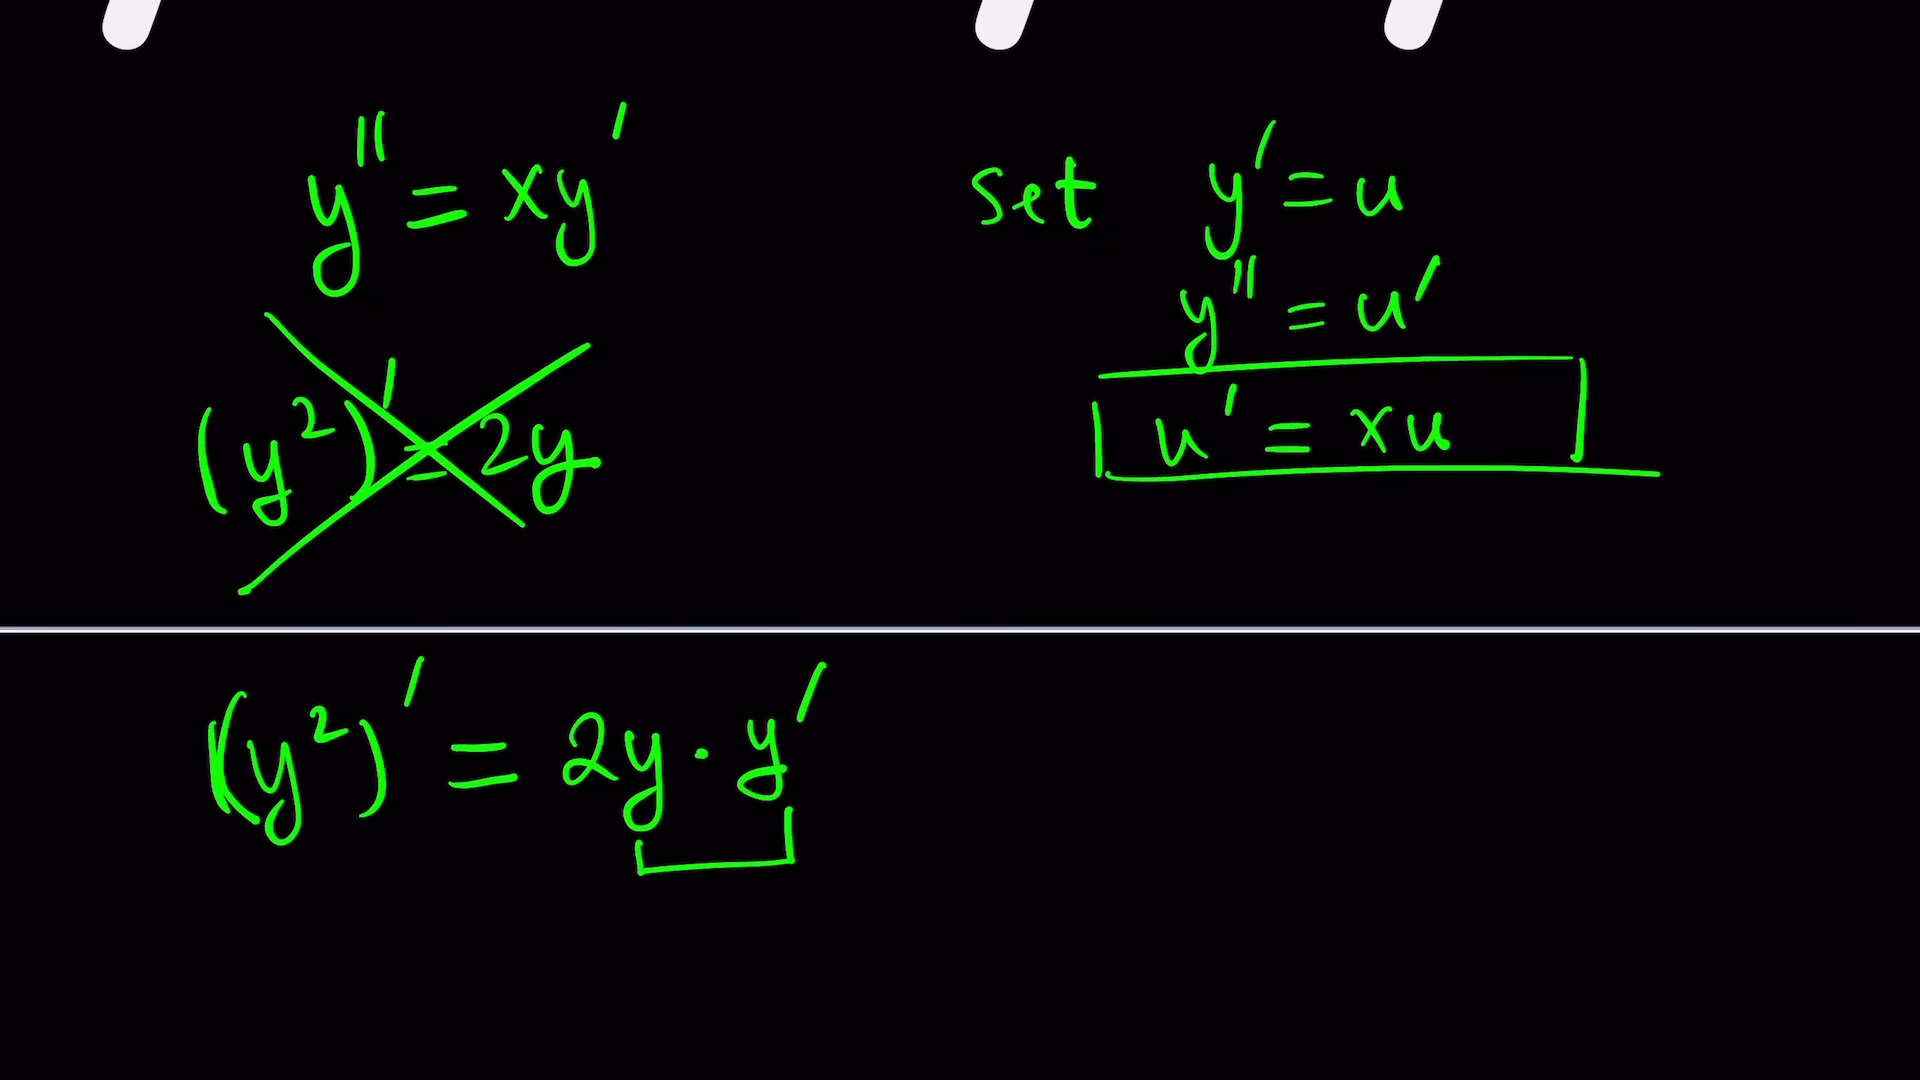 y'' = xy'
(y²)' = 2y
set y' = u
y'' = u'
u' = xu
(y²)' = 2y · y'